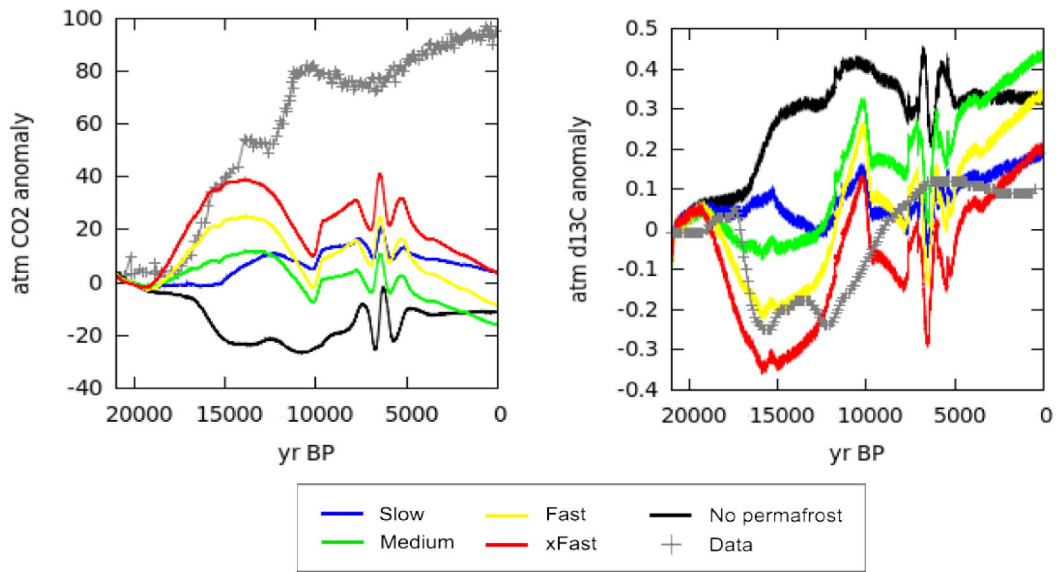 atm CO2 anomaly
100
80
60
40
20
0
-20
-40
20000 15000 10000 5000 0
yr BP
atm d13C anomaly
0.5
0.4
0.3
0.2
0.1
0
-0.1
-0.2
-0.3
-0.4
20000 15000 10000 5000 0
yr BP
Slow Fast No permafrost
Medium xFast Data